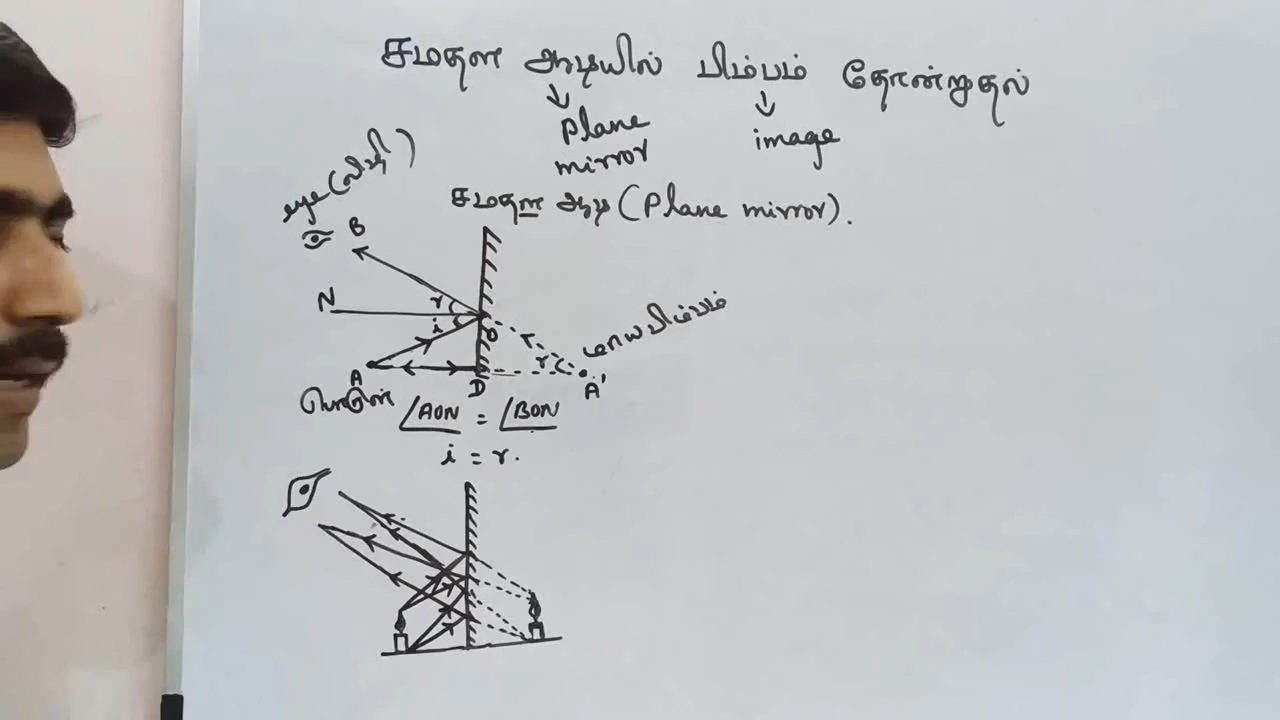 சமதள ஆடியில் பிம்பம் தோன்றுதல்
Plane mirror
image
சமதள ஆடி (Plane mirror).
eye (விழி)
B
N
r
i
O
மாயபிம்பம்
r
A
D
A'
பொருள்
∠AON = ∠BON
i = r.